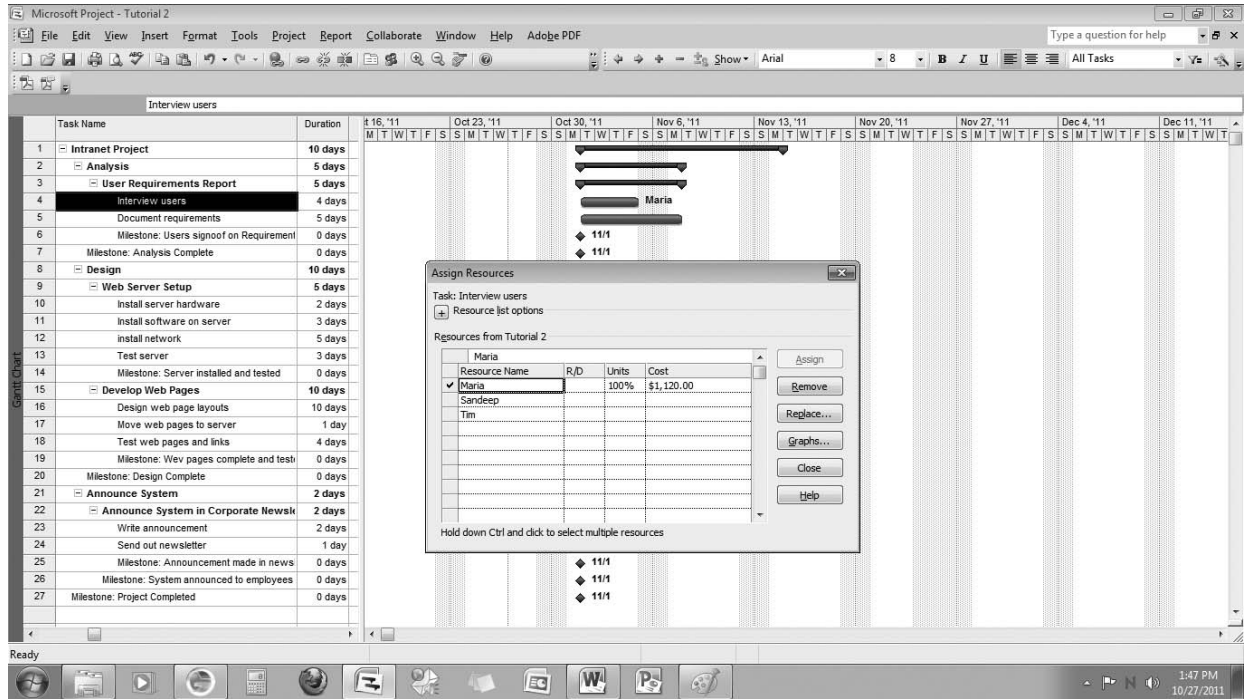 Microsoft Project - Tutorial 2
File Edit View Insert Format Tools Project Report Collaborate Window Help Adobe PDF
Type a question for help
Show
Arial
8
B I U
All Tasks
Interview users
Task Name Duration
t 16, '11 Oct 23, '11 Oct 30, '11 Nov 6, '11 Nov 13, '11 Nov 20, '11 Nov 27, '11 Dec 4, '11 Dec 11, '11
M T W T F S S M T W T F S S M T W T F S S M T W T F S S M T W T F S S M T W T F S S M T W T F S S M T W T F S S M T W T
1 Intranet Project 10 days
2 Analysis 5 days
3 User Requirements Report 5 days
4 Interview users 4 days Maria
5 Document requirements 5 days
6 Milestone: Users signoof on Requirement 0 days 11/1
7 Milestone: Analysis Complete 0 days 11/1
8 Design 10 days
9 Web Server Setup 5 days
10 Install server hardware 2 days
11 Install software on server 3 days
12 install network 5 days
13 Test server 3 days
14 Milestone: Server installed and tested 0 days
15 Develop Web Pages 10 days
16 Design web page layouts 10 days
17 Move web pages to server 1 day
18 Test web pages and links 4 days
19 Milestone: Wev pages complete and teste 0 days
20 Milestone: Design Complete 0 days
21 Announce System 2 days
22 Announce System in Corporate Newsle 2 days
23 Write announcement 2 days
24 Send out newsletter 1 day
25 Milestone: Announcement made in news 0 days 11/1
26 Milestone: System announced to employees 0 days 11/1
27 Milestone: Project Completed 0 days 11/1
Gantt Chart
Assign Resources
Task: Interview users
Resource list options
Resources from Tutorial 2
Maria
Resource Name R/D Units Cost
Maria 100% $1,120.00
Sandeep
Tim
Assign
Remove
Replace...
Graphs...
Close
Help
Hold down Ctrl and click to select multiple resources
Ready
1:47 PM
10/27/2011